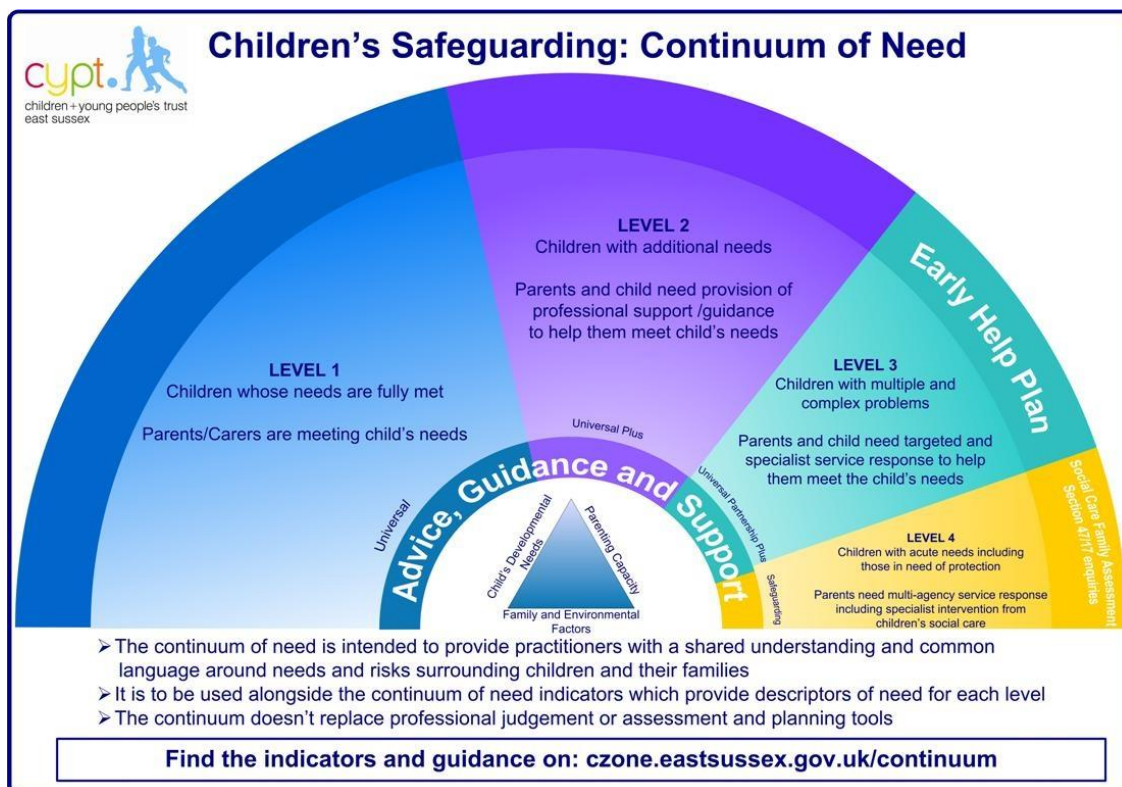 Children's Safeguarding: Continuum of Need
cypt.
children + young people's trust
east sussex
LEVEL 1
Children whose needs are fully met
Parents/Carers are meeting child's needs
LEVEL 2
Children with additional needs
Parents and child need provision of
professional support /guidance
to help them meet child's needs
LEVEL 3
Children with multiple and
complex problems
Parents and child need targeted and
specialist service response to help
them meet the child's needs
Early Help Plan
LEVEL 4
Children with acute needs including
those in need of protection
Parents need multi-agency service response
including specialist intervention from
children's social care
Social Care Family Assessment
Section 47/17 enquiries
Universal
Universal Plus
Universal Partnership Plus
Safeguarding
Advice, Guidance and Support
Child's Developmental
Needs
Parenting Capacity
Family and Environmental
Factors
➢ The continuum of need is intended to provide practitioners with a shared understanding and common
language around needs and risks surrounding children and their families
➢ It is to be used alongside the continuum of need indicators which provide descriptors of need for each level
➢ The continuum doesn't replace professional judgement or assessment and planning tools
Find the indicators and guidance on: czone.eastsussex.gov.uk/continuum